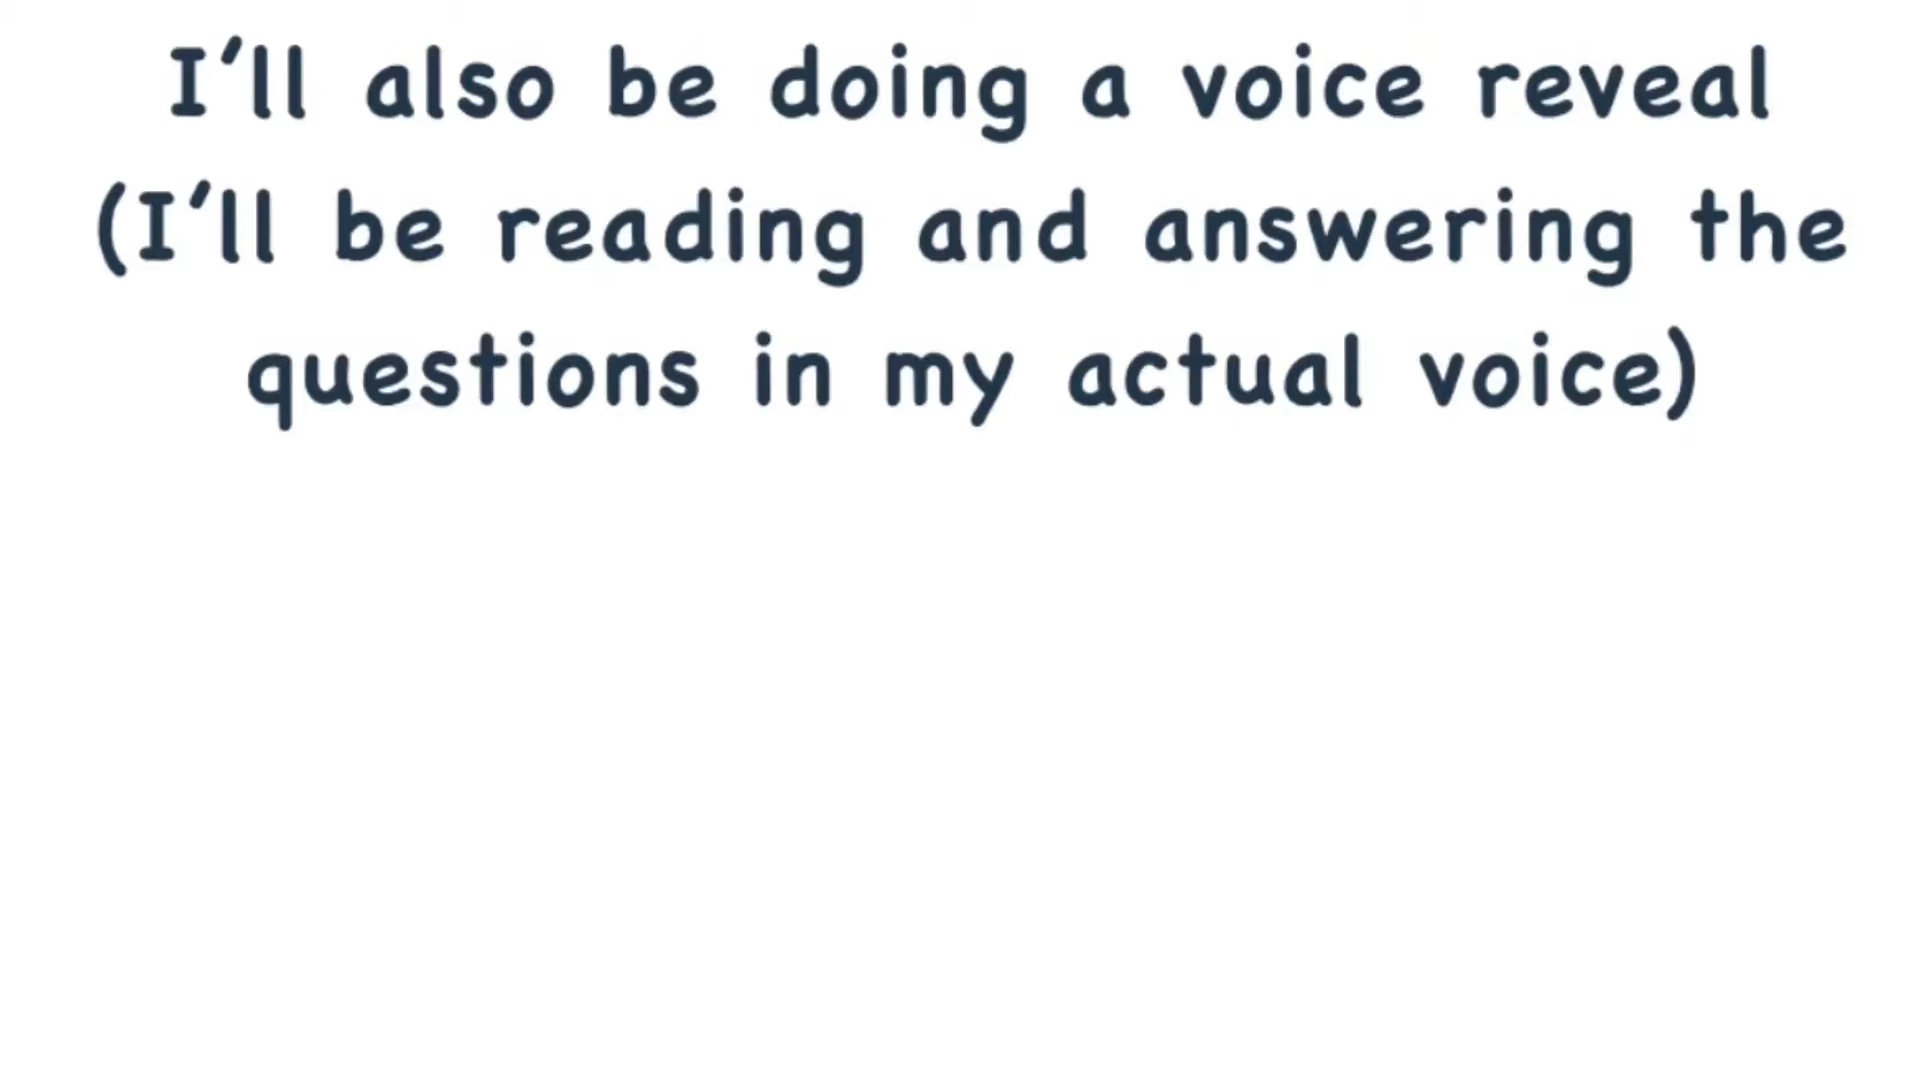 I'll also be doing a voice reveal
(I'll be reading and answering the
questions in my actual voice)